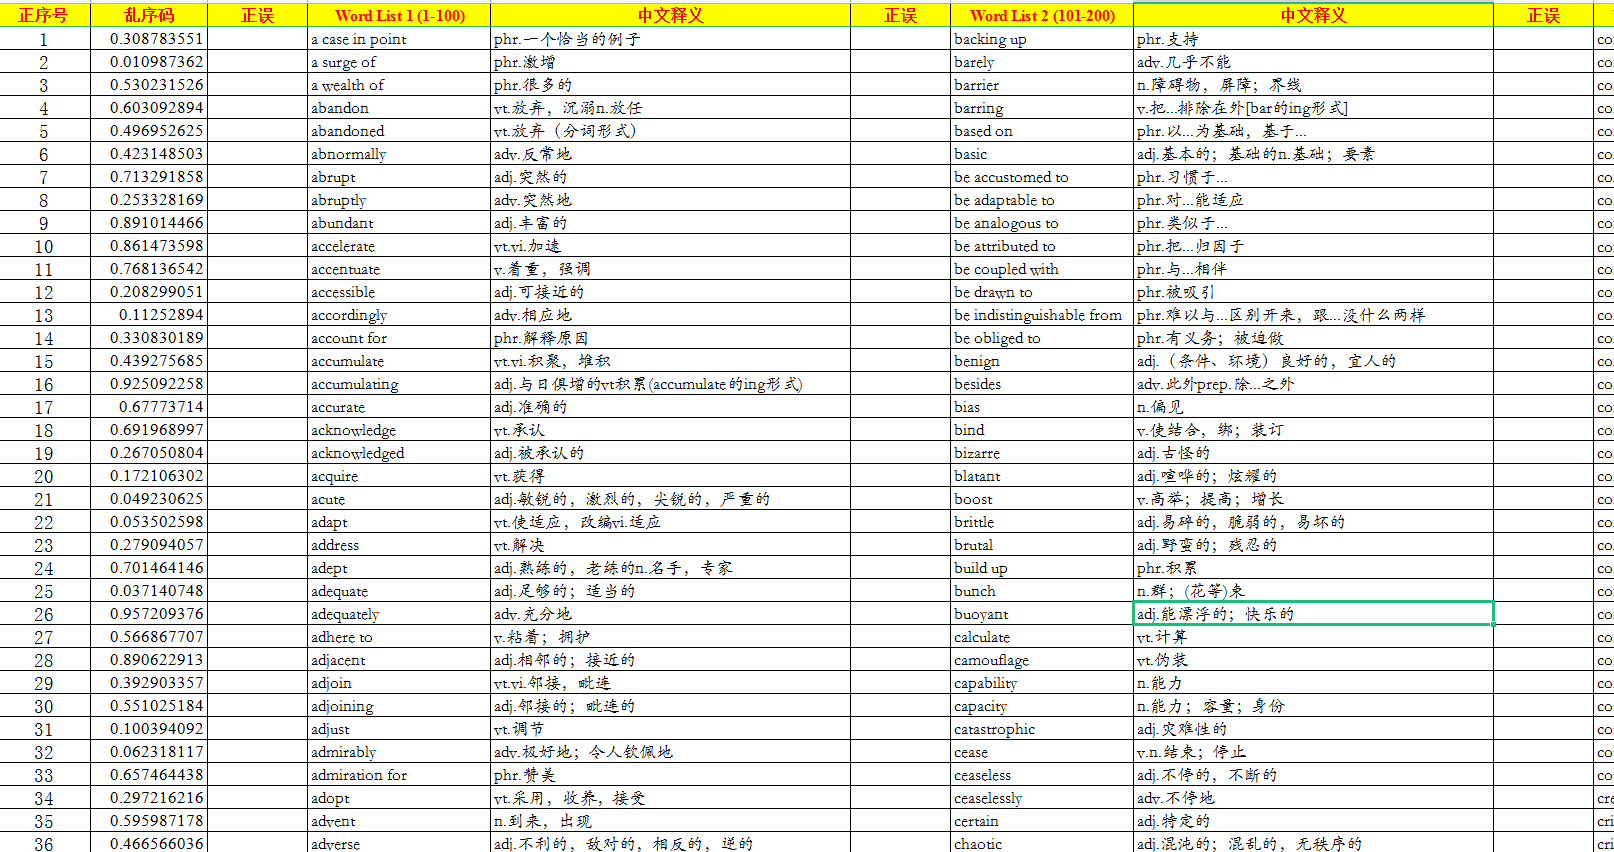 正序号 乱序码 正误 Word List 1 (1-100) 中文释义 正误 Word List 2 (101-200) 中文释义 正误
1 0.308783551 a case in point phr.一个恰当的例子 backing up phr.支持 co
2 0.010987362 a surge of phr.激增 barely adv.几乎不能 co
3 0.530231526 a wealth of phr.很多的 barrier n.障碍物，屏障；界线 co
4 0.603092894 abandon vt.放弃，沉溺n.放任 barring v.把...排除在外[bar的ing形式] co
5 0.496952625 abandoned vt.放弃（分词形式） based on phr.以...为基础，基于... co
6 0.423148503 abnormally adv.反常地 basic adj.基本的；基础的n.基础；要素 co
7 0.713291858 abrupt adj.突然的 be accustomed to phr.习惯于... co
8 0.253328169 abruptly adv.突然地 be adaptable to phr.对...能适应 co
9 0.891014466 abundant adj.丰富的 be analogous to phr.类似于... co
10 0.861473598 accelerate vt.vi.加速 be attributed to phr.把...归因于 co
11 0.768136542 accentuate v.着重，强调 be coupled with phr.与...相伴 co
12 0.208299051 accessible adj.可接近的 be drawn to phr.被吸引 co
13 0.11252894 accordingly adv.相应地 be indistinguishable from phr.难以与...区别开来，跟...没什么两样 co
14 0.330830189 account for phr.解释原因 be obliged to phr.有义务；被迫做 co
15 0.439275685 accumulate vt.vi.积聚，堆积 benign adj.（条件、环境）良好的，宜人的 co
16 0.925092258 accumulating adj.与日俱增的vt积累(accumulate的ing形式) besides adv.此外prep.除...之外 co
17 0.67773714 accurate adj.准确的 bias n.偏见 co
18 0.691968997 acknowledge vt.承认 bind v.使结合，绑；装订 co
19 0.267050804 acknowledged adj.被承认的 bizarre adj.古怪的 co
20 0.172106302 acquire vt.获得 blatant adj.喧哗的；炫耀的 co
21 0.049230625 acute adj.敏锐的，激烈的，尖锐的，严重的 boost v.高举；提高；增长 co
22 0.053502598 adapt vt.使适应，改编vi.适应 brittle adj.易碎的，脆弱的，易坏的 co
23 0.279094057 address vt.解决 brutal adj.野蛮的；残忍的 co
24 0.701464146 adept adj.熟练的，老练的n.名手，专家 build up phr.积累 co
25 0.037140748 adequate adj.足够的；适当的 bunch n.群；(花等)束 co
26 0.957209376 adequately adv.充分地 buoyant adj.能漂浮的；快乐的 co
27 0.566867707 adhere to v.粘着；拥护 calculate vt.计算 co
28 0.890622913 adjacent adj.相邻的；接近的 camouflage vt.伪装 co
29 0.392903357 adjoin vt.vi.邻接，毗连 capability n.能力 co
30 0.551025184 adjoining adj.邻接的；毗连的 capacity n.能力；容量；身份 co
31 0.100394092 adjust vt.调节 catastrophic adj.灾难性的 co
32 0.062318117 admirably adv.极好地；令人钦佩地 cease v.n.结束；停止 co
33 0.657464438 admiration for phr.赞美 ceaseless adj.不停的，不断的 co
34 0.297216216 adopt vt.采用，收养，接受 ceaselessly adv.不停地 cre
35 0.595987178 advent n.到来，出现 certain adj.特定的 cri
36 0.466566036 adverse adj.不利的，敌对的，相反的，逆的 chaotic adj.混沌的；混乱的，无秩序的 cri